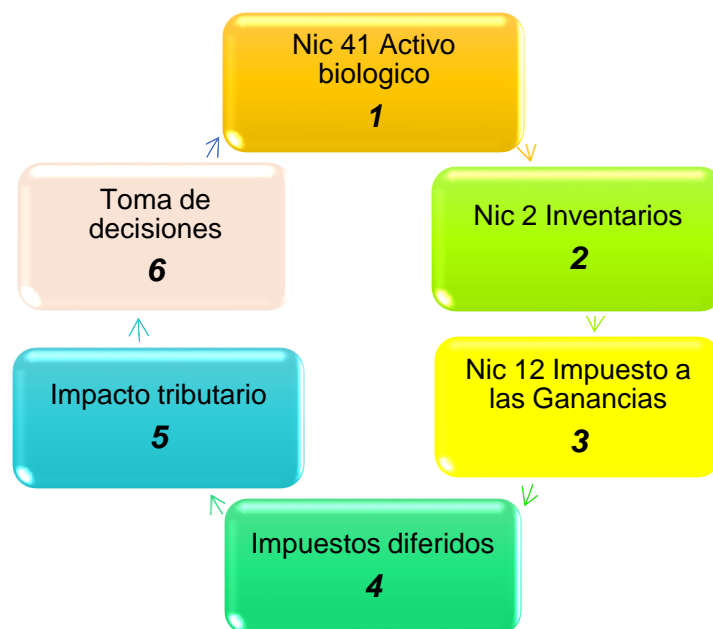 Nic 41 Activo
biologico
1
Nic 2 Inventarios
2
Nic 12 Impuesto a
las Ganancias
3
Impuestos diferidos
4
Impacto tributario
5
Toma de
decisiones
6